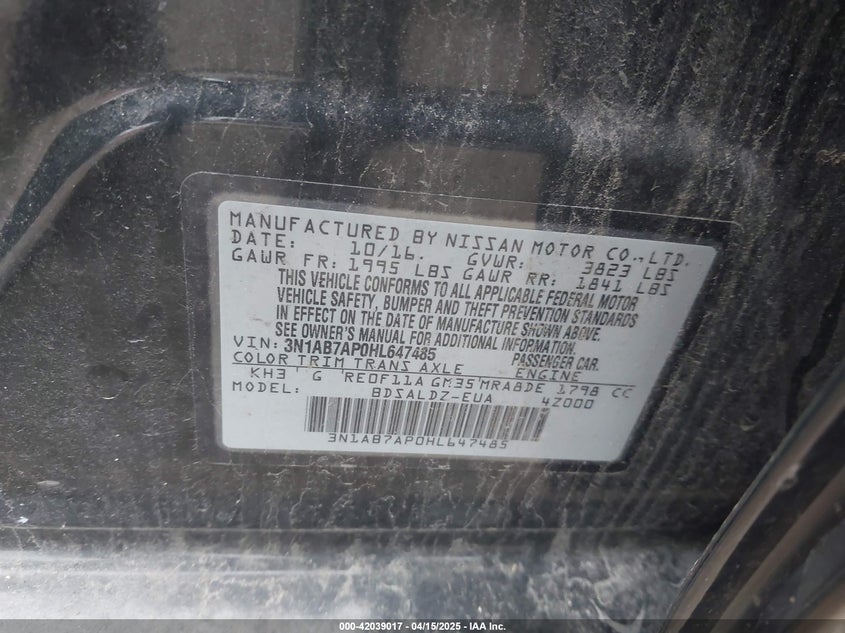 MANUFACTURED BY NISSAN MOTOR CO.,LTD.
DATE: 10/16. GVWR: 3823 LBS
GAWR FR: 1995 LBS GAWR RR: 1841 LBS
THIS VEHICLE CONFORMS TO ALL APPLICABLE FEDERAL MOTOR
VEHICLE SAFETY, BUMPER AND THEFT PREVENTION STANDARDS
IN EFFECT ON THE DATE OF MANUFACTURE SHOWN ABOVE.
SEE OWNER'S MANUAL FOR ADDITIONAL INFORMATION.
VIN: 3N1AB7AP0HL647485 PASSENGER CAR.
COLOR TRIM TRANS AXLE ENGINE
KH3 G RE0F11A GM35 MRA8DE 1798 CC
MODEL: BDSALDZ-EUA 4Z000
3N1AB7AP0HL647485
000-42039017 - 04/15/2025 - © IAA, Inc.